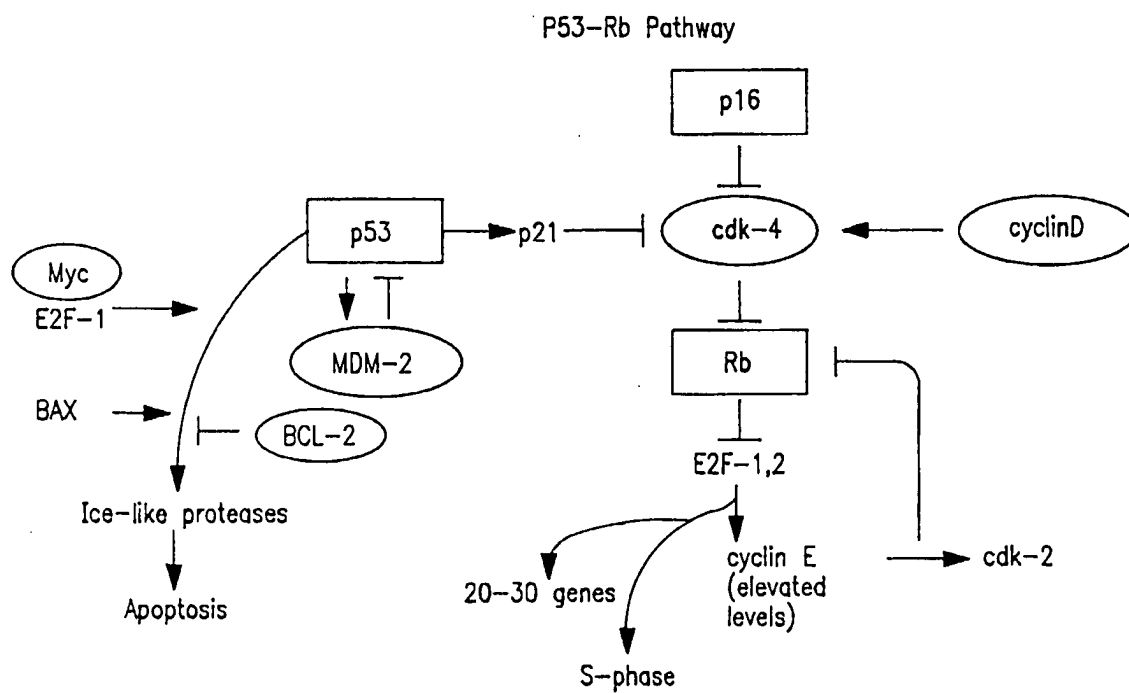 P53-Rb Pathway
p16
p53
p21
cdk-4
cyclinD
Myc
E2F-1
MDM-2
Rb
BAX
BCL-2
E2F-1,2
Ice-like proteases
cyclin E
(elevated
levels)
cdk-2
20-30 genes
Apoptosis
S-phase